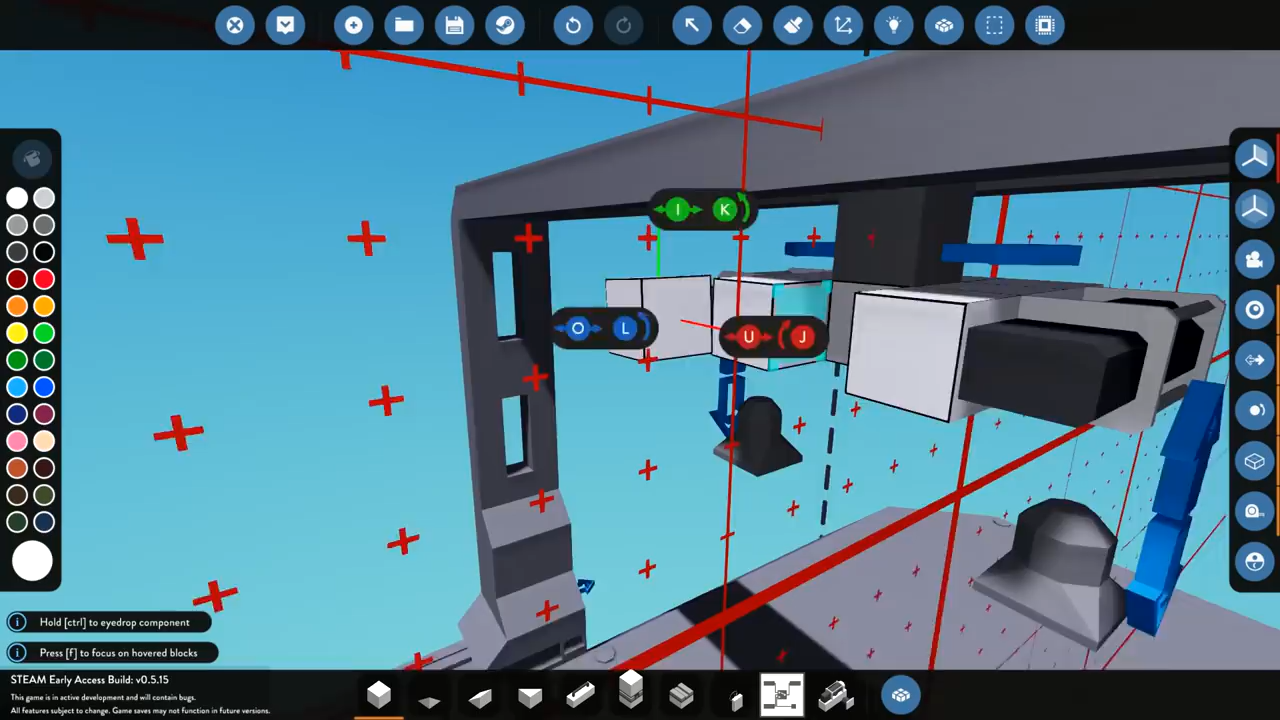 I K
O L
U J
Hold [ctrl] to eyedrop component
Press [f] to focus on hovered blocks
STEAM Early Access Build: v0.5.15
This game is in active development and will contain bugs.
All features subject to change. Game saves may not function in future versions.